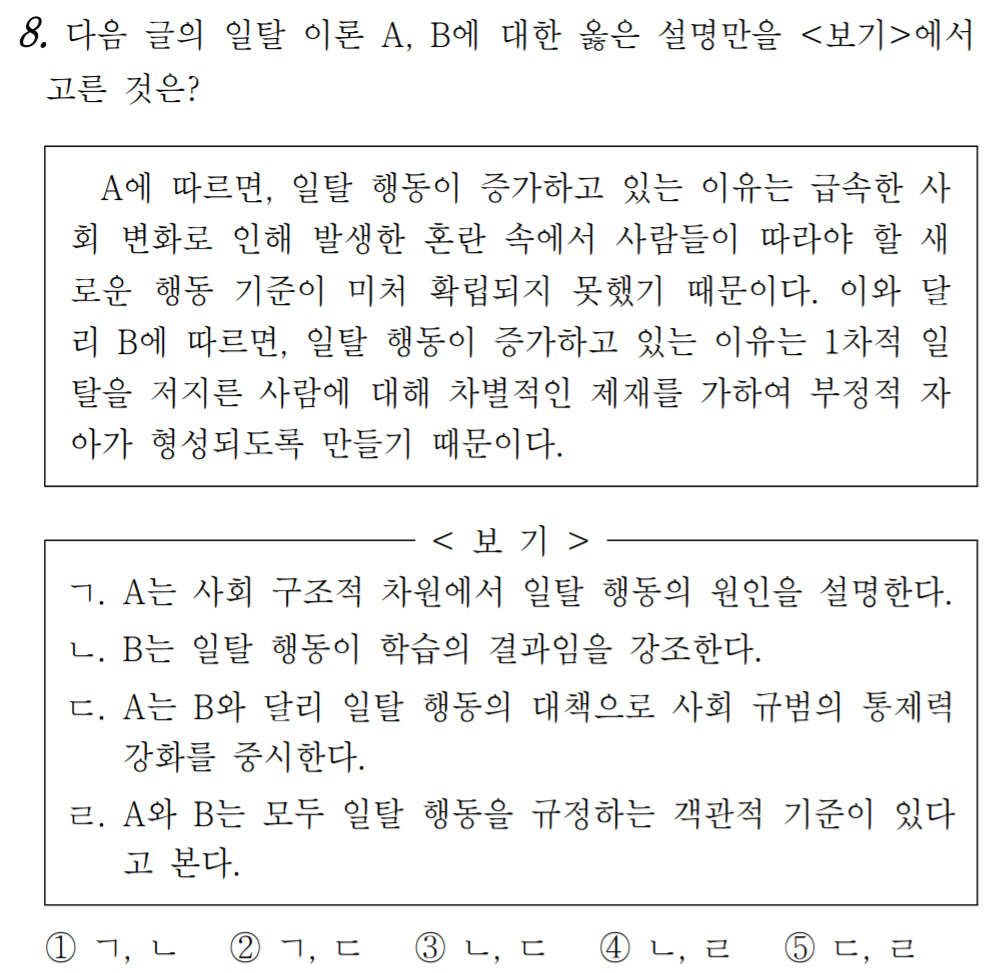 8. 다음 글의 일탈 이론 A, B에 대한 옳은 설명만을 <보기>에서
고른 것은?
A에 따르면, 일탈 행동이 증가하고 있는 이유는 급속한 사
회 변화로 인해 발생한 혼란 속에서 사람들이 따라야 할 새
로운 행동 기준이 미처 확립되지 못했기 때문이다. 이와 달
리 B에 따르면, 일탈 행동이 증가하고 있는 이유는 1차적 일
탈을 저지른 사람에 대해 차별적인 제재를 가하여 부정적 자
아가 형성되도록 만들기 때문이다.
< 보 기 >
ㄱ. A는 사회 구조적 차원에서 일탈 행동의 원인을 설명한다.
ㄴ. B는 일탈 행동이 학습의 결과임을 강조한다.
ㄷ. A는 B와 달리 일탈 행동의 대책으로 사회 규범의 통제력
강화를 중시한다.
ㄹ. A와 B는 모두 일탈 행동을 규정하는 객관적 기준이 있다
고 본다.
① ㄱ, ㄴ ② ㄱ, ㄷ ③ ㄴ, ㄷ ④ ㄴ, ㄹ ⑤ ㄷ, ㄹ